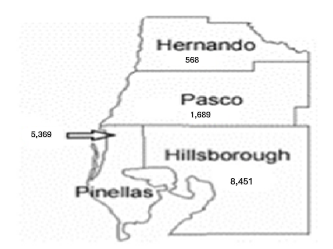 Hernando
568
Pasco
1,689
5,369
Hillsborough
8,451
Pinellas